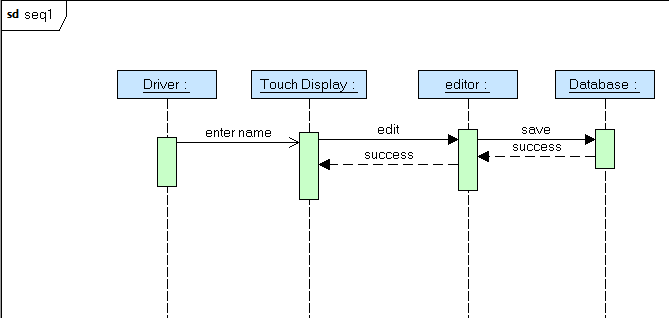 sd seq1
Driver :
Touch Display :
editor :
Database :
enter name
edit
save
success
success